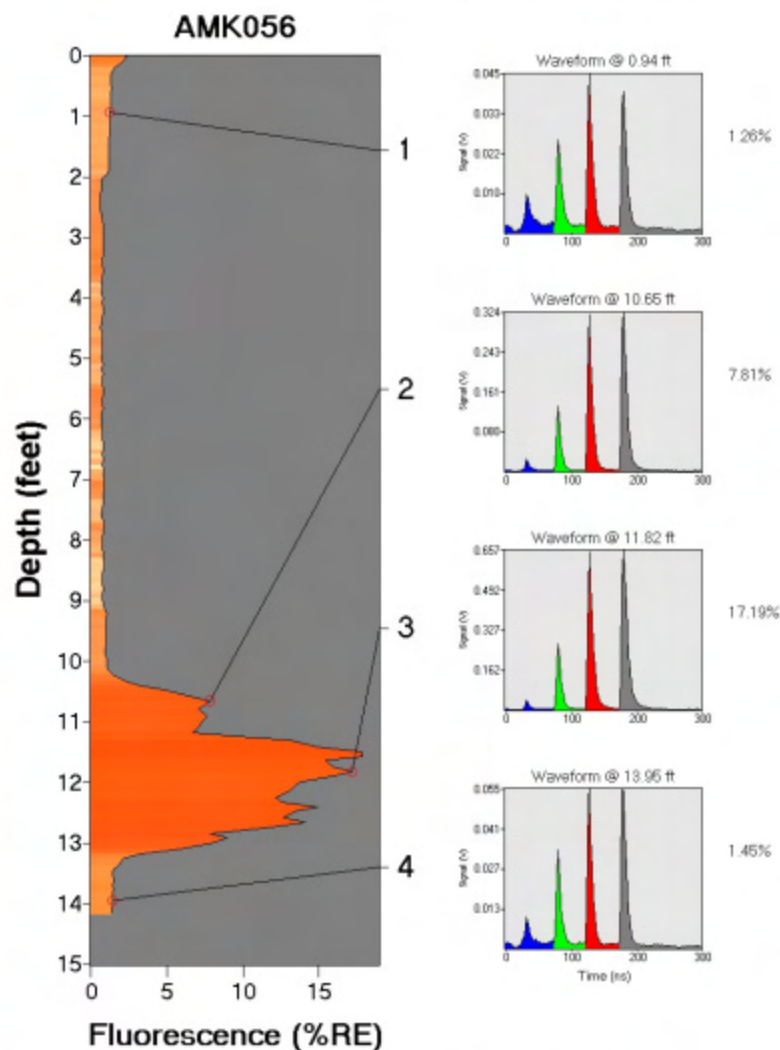 AMK056
0
1
2
3
4
5
6
7
8
9
10
11
12
13
14
15
Depth (feet)
0 5 10 15
Fluorescence (%RE)
1
2
3
4
Waveform @ 0.94 ft
0.045
0.033
0.022
0.010
Signal (V)
0 100 200 300
1.26%
Waveform @ 10.65 ft
0.324
0.243
0.161
0.080
Signal (V)
0 100 200 300
7.81%
Waveform @ 11.82 ft
0.657
0.492
0.327
0.162
Signal (V)
0 100 200 300
17.19%
Waveform @ 13.95 ft
0.055
0.041
0.027
0.013
Signal (V)
0 100 200 300
Time (ns)
1.45%